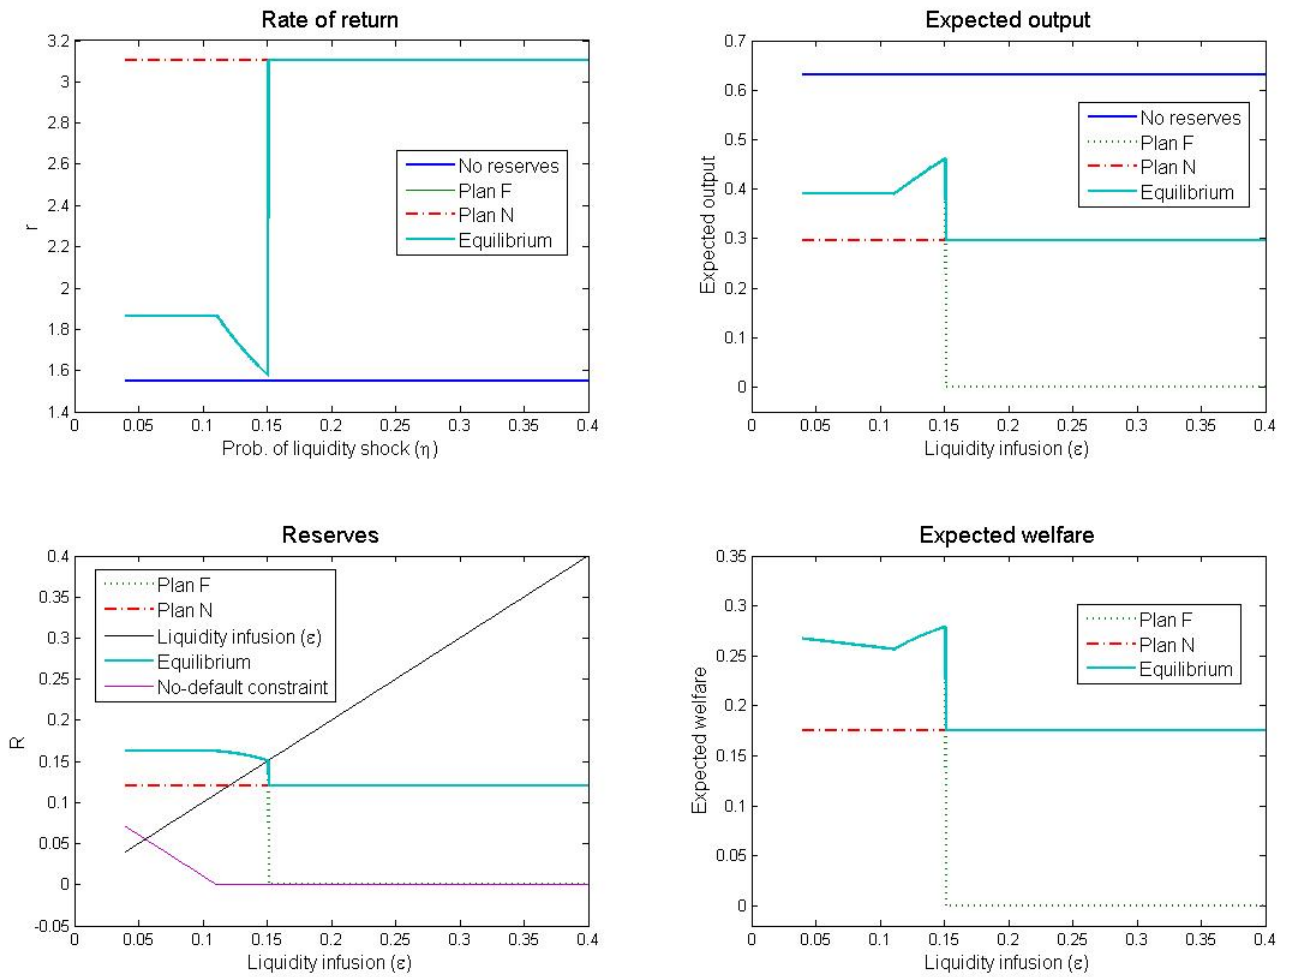 Rate of return
3.2
3
2.8
2.6
2.4
2.2
2
1.8
1.6
1.4
r
No reserves
Plan F
Plan N
Equilibrium
0 0.05 0.1 0.15 0.2 0.25 0.3 0.35 0.4
Prob. of liquidity shock (η)
Expected output
0.7
0.6
0.5
0.4
0.3
0.2
0.1
0
Expected output
No reserves
Plan F
Plan N
Equilibrium
0 0.05 0.1 0.15 0.2 0.25 0.3 0.35 0.4
Liquidity infusion (ε)
Reserves
0.4
0.35
0.3
0.25
0.2
0.15
0.1
0.05
0
-0.05
R
Plan F
Plan N
Liquidity infusion (ε)
Equilibrium
No-default constraint
0 0.05 0.1 0.15 0.2 0.25 0.3 0.35 0.4
Liquidity infusion (ε)
Expected welfare
0.35
0.3
0.25
0.2
0.15
0.1
0.05
0
Expected welfare
Plan F
Plan N
Equilibrium
0 0.05 0.1 0.15 0.2 0.25 0.3 0.35 0.4
Liquidity infusion (ε)